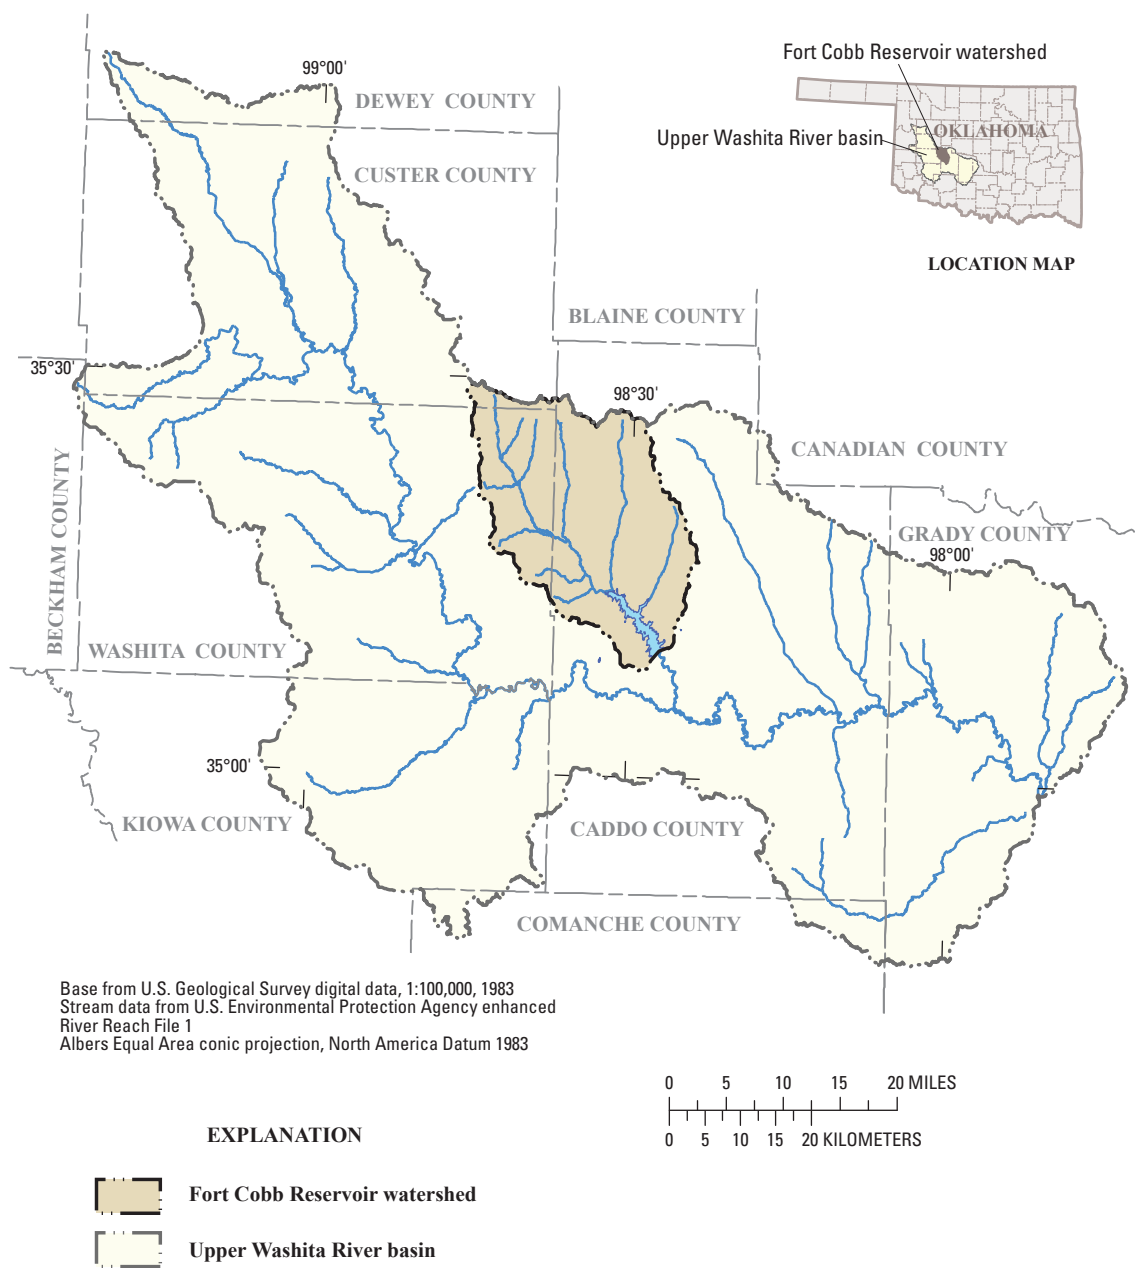 Fort Cobb Reservoir watershed
99°00'
DEWEY COUNTY
OKLAHOMA
Upper Washita River basin
CUSTER COUNTY
LOCATION MAP
BLAINE COUNTY
35°30'
98°30'
CANADIAN COUNTY
BECKHAM COUNTY
GRADY COUNTY
98°00'
WASHITA COUNTY
35°00'
KIOWA COUNTY
CADDO COUNTY
COMANCHE COUNTY
Base from U.S. Geological Survey digital data, 1:100,000, 1983
Stream data from U.S. Environmental Protection Agency enhanced
River Reach File 1
Albers Equal Area conic projection, North America Datum 1983
0 5 10 15 20 MILES
0 5 10 15 20 KILOMETERS
EXPLANATION
Fort Cobb Reservoir watershed
Upper Washita River basin